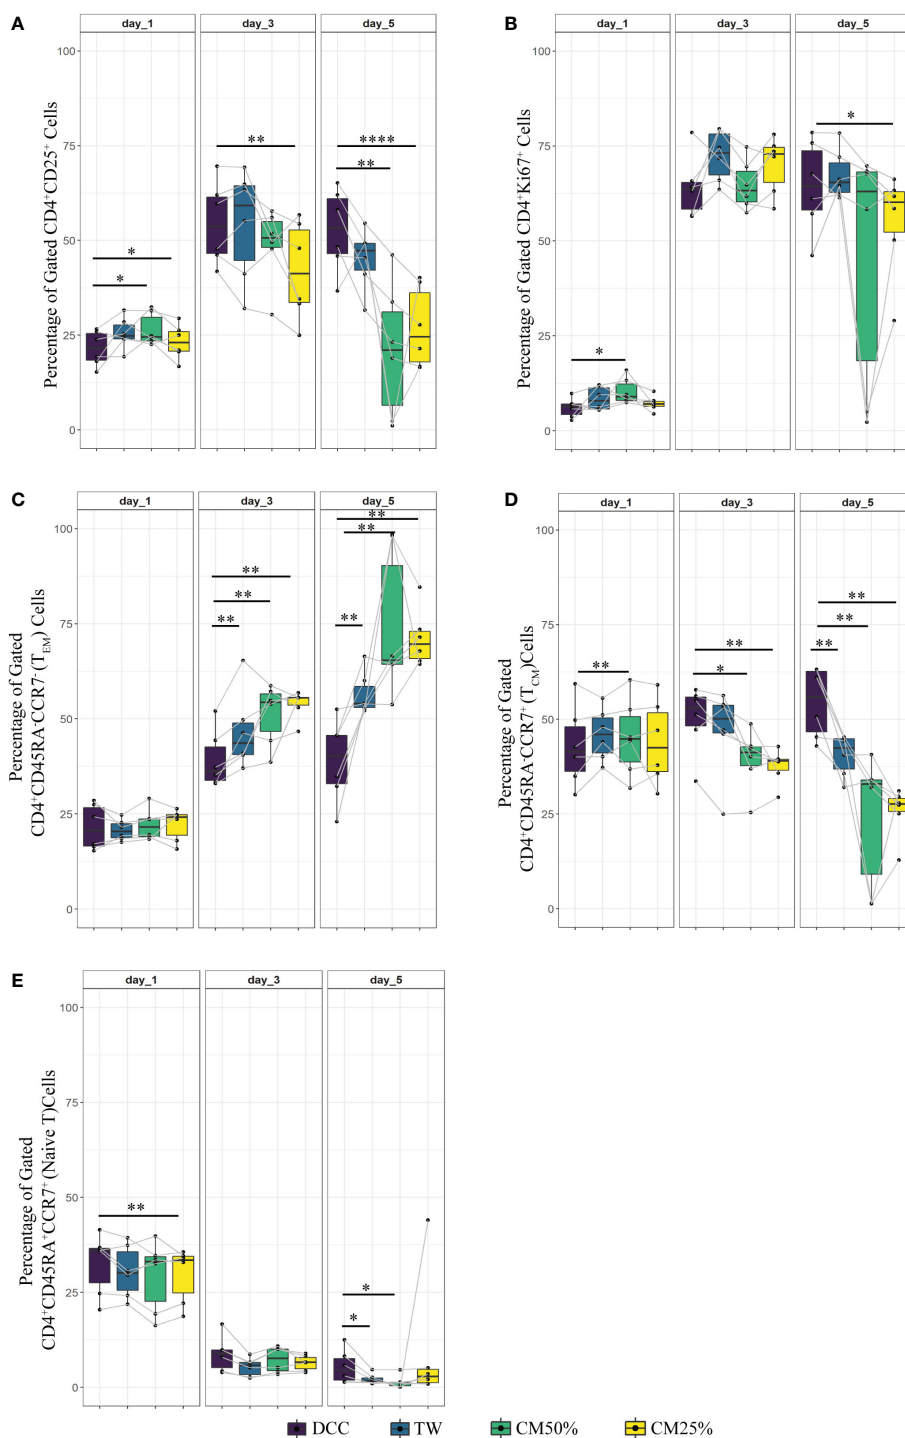 A
day_1
day_3
day_5
Percentage of Gated CD4⁺CD25⁺ Cells
100
75
50
25
0
*
*
**
****
**
B
day_1
day_3
day_5
Percentage of Gated CD4⁺Ki67⁺ Cells
100
75
50
25
0
*
*
C
day_1
day_3
day_5
Percentage of Gated
CD4⁺CD45RA⁻CCR7⁻(T_EM) Cells
100
75
50
25
0
**
**
**
**
**
**
D
day_1
day_3
day_5
Percentage of Gated
CD4⁺CD45RA⁻CCR7⁺ (T_CM)Cells
100
75
50
25
0
**
**
*
**
**
**
E
day_1
day_3
day_5
Percentage of Gated
CD4⁺CD45RA⁺CCR7⁺(Naive T)Cells
100
75
50
25
0
**
*
*
DCC TW CM50% CM25%